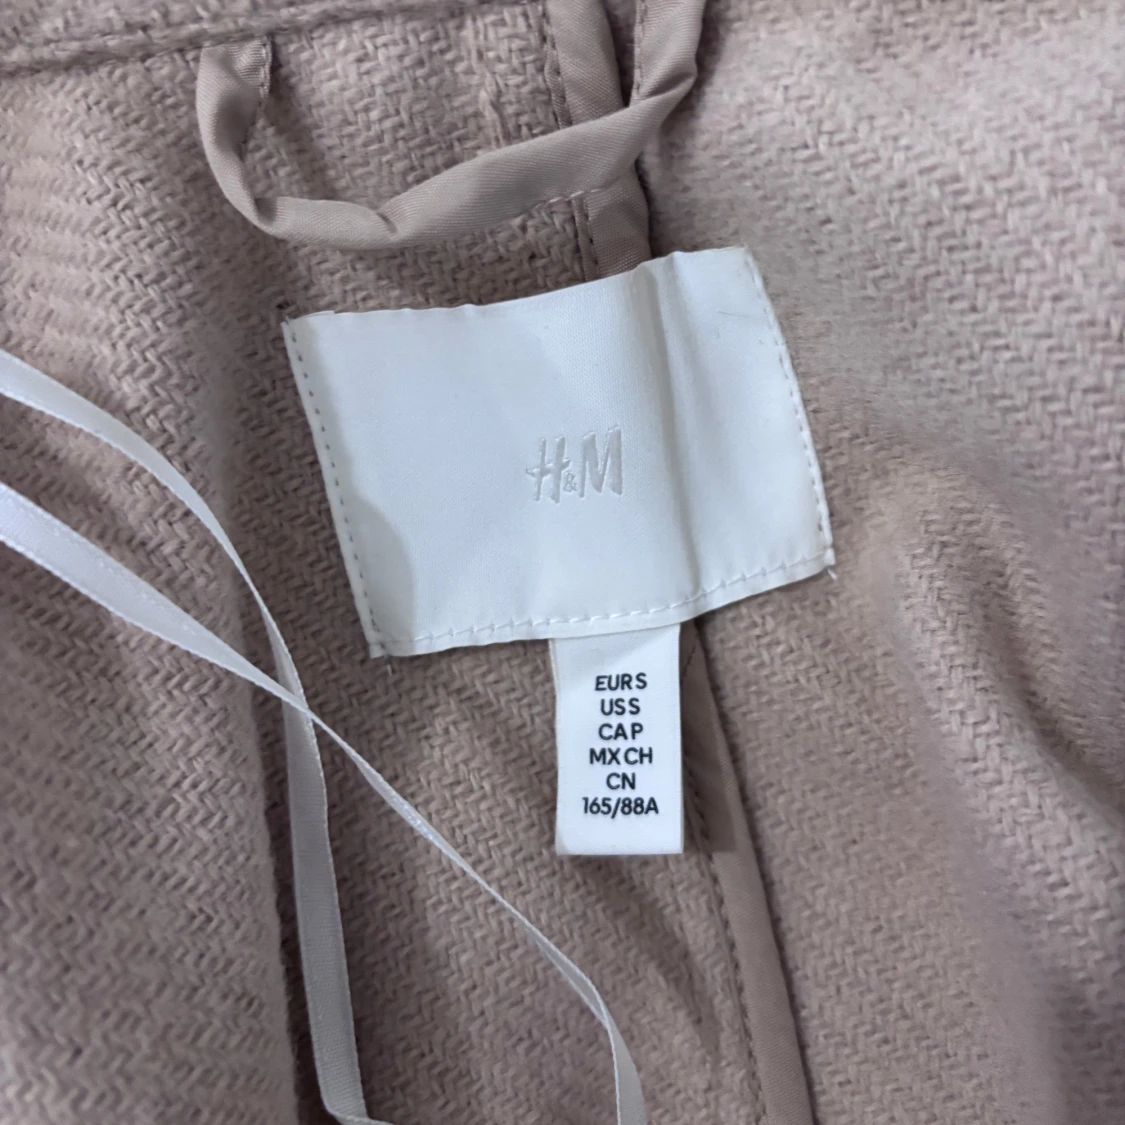 H&M
EUR S
US S
CA P
MX CH
CN
165/88A